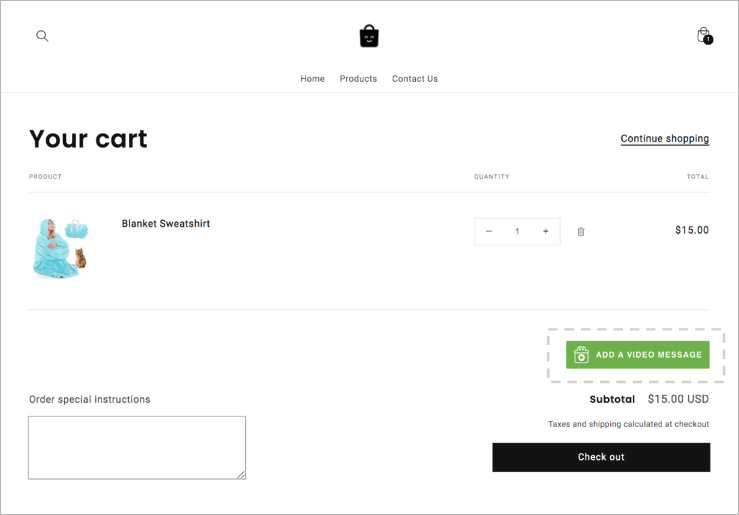 1
Home Products Contact Us
Your cart
Continue shopping
PRODUCT QUANTITY TOTAL
Blanket Sweatshirt
− 1 +
$15.00
ADD A VIDEO MESSAGE
Order special instructions
Subtotal $15.00 USD
Taxes and shipping calculated at checkout
Check out